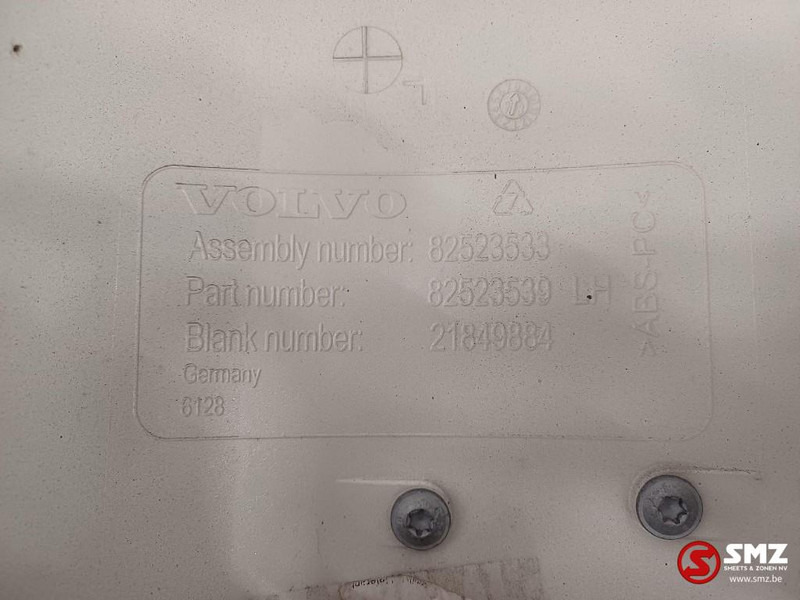 VOLVO
7
Assembly number: 82523533
Part number: 82523539 LH
Blank number: 21849884
Germany
6128
>ABS-PC<
SMZ
SHEETS & ZONEN NV
www.smz.be